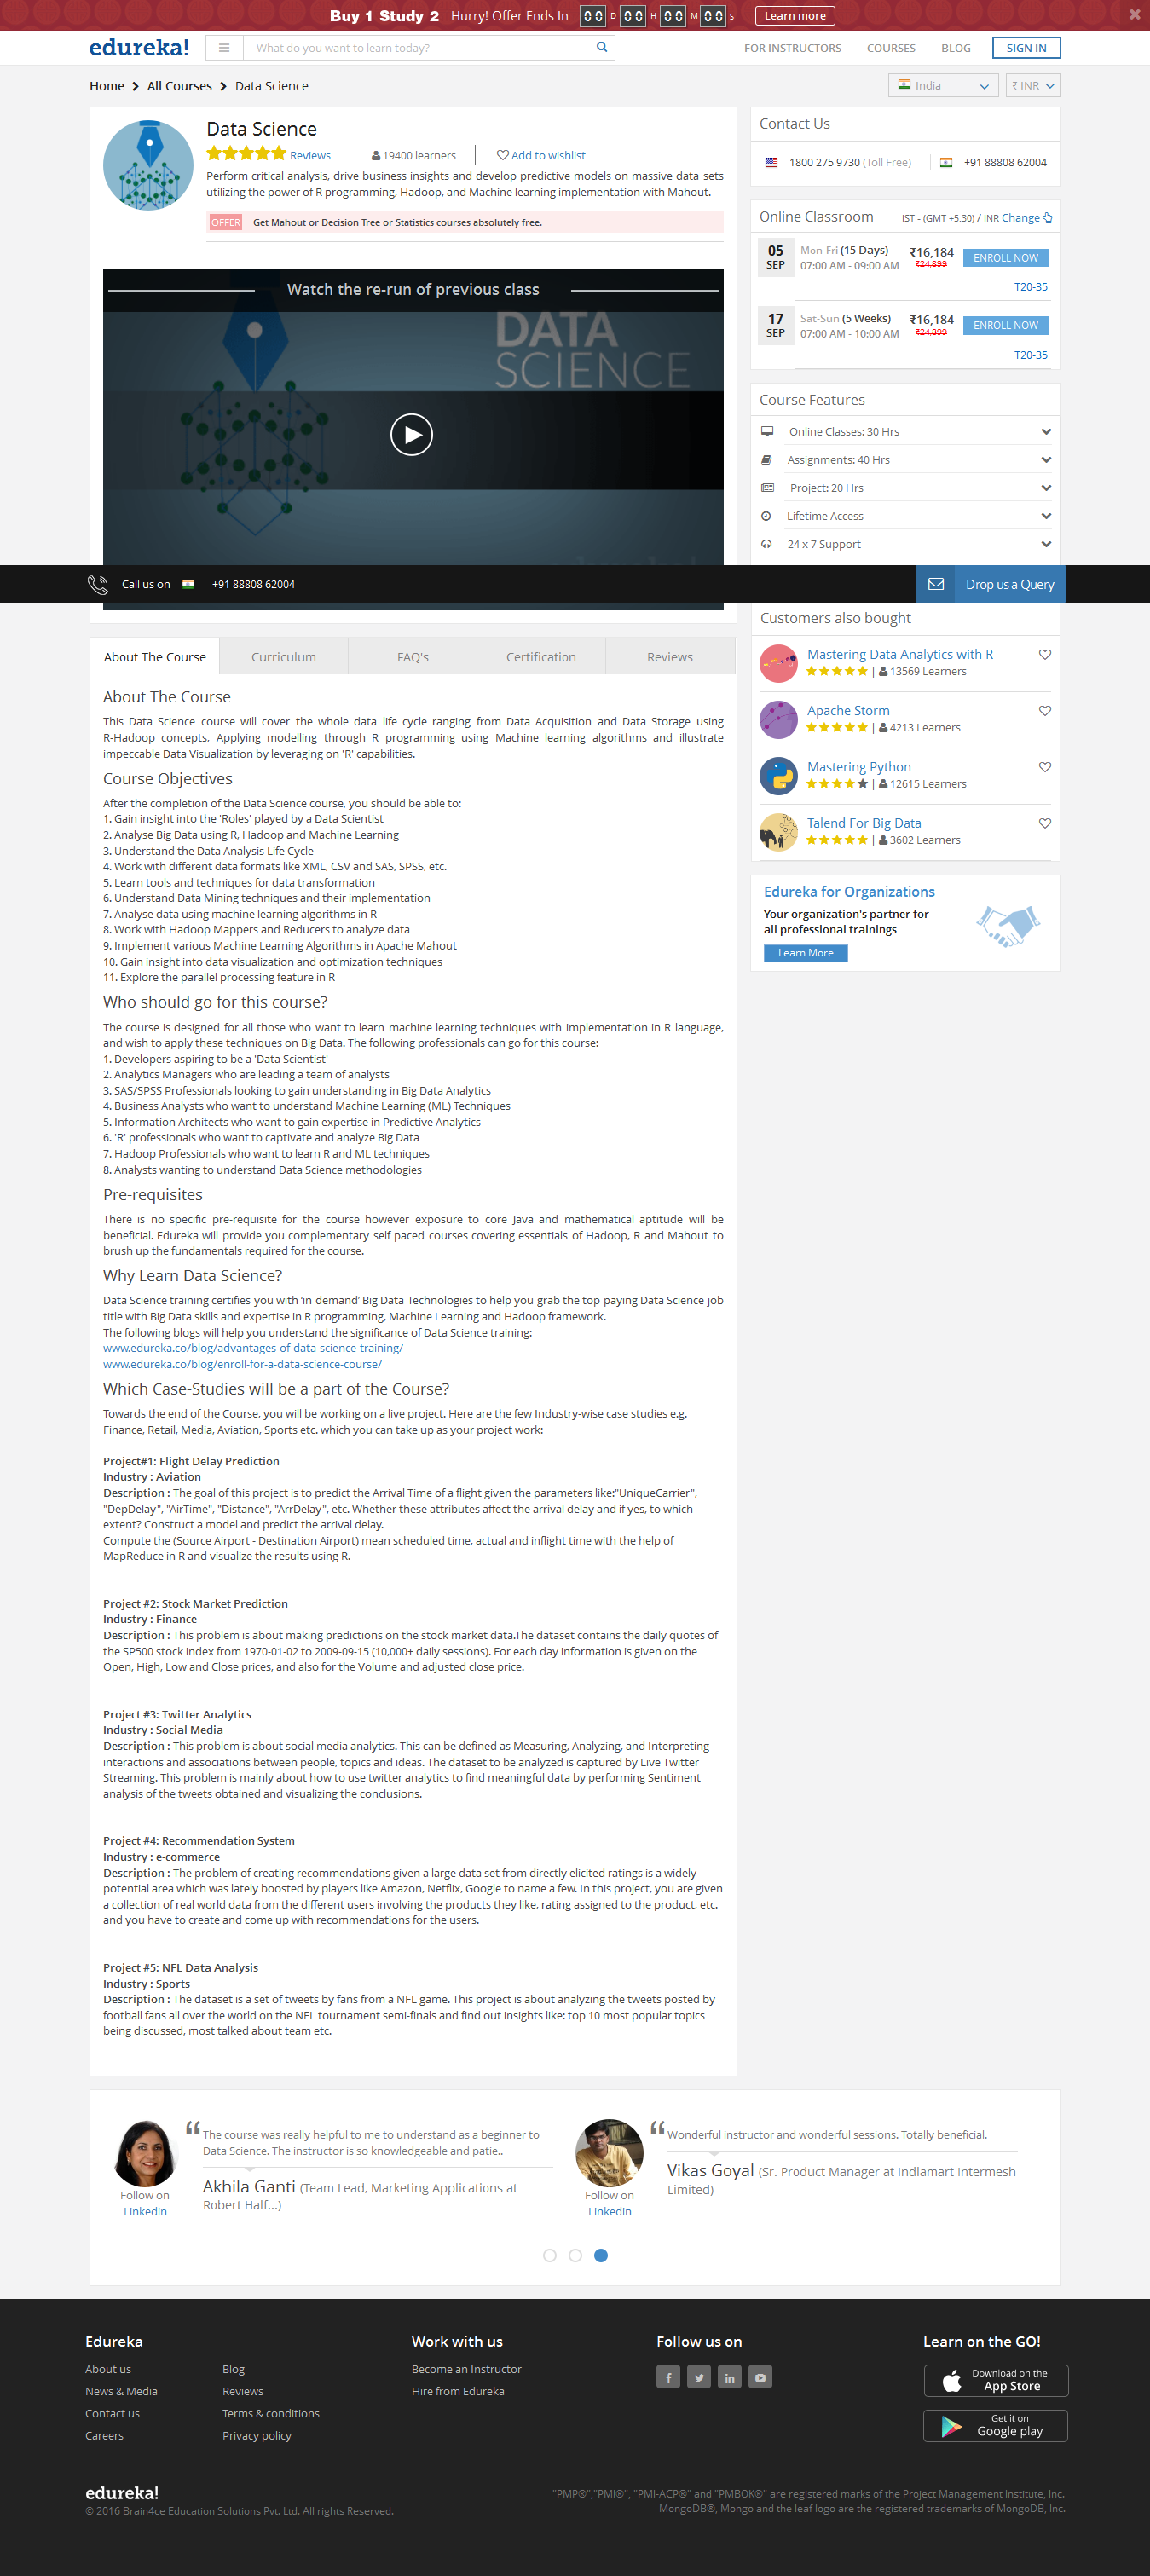 Buy 1 Study 2 Hurry! Offer Ends In 00 D 00 H 00 M 00 S Learn more
edureka! What do you want to learn today? FOR INSTRUCTORS COURSES BLOG SIGN IN
Home All Courses Data Science India ₹ INR
Data Science
Reviews 19400 learners Add to wishlist
Perform critical analysis, drive business insights and develop predictive models on massive data sets
utilizing the power of R programming, Hadoop, and Machine learning implementation with Mahout.
OFFER Get Mahout or Decision Tree or Statistics courses absolutely free.
Watch the re-run of previous class
DATA
SCIENCE
Contact Us
1800 275 9730 (Toll Free) +91 88808 62004
Online Classroom IST - (GMT +5:30) / INR Change
05 SEP Mon-Fri (15 Days) ₹16,184 ENROLL NOW
07:00 AM - 09:00 AM ₹24,899
T20-35
17 SEP Sat-Sun (5 Weeks) ₹16,184 ENROLL NOW
07:00 AM - 10:00 AM ₹24,899
T20-35
Course Features
Online Classes: 30 Hrs
Assignments: 40 Hrs
Project: 20 Hrs
Lifetime Access
24 x 7 Support
Call us on +91 88808 62004 Drop us a Query
Customers also bought
Mastering Data Analytics with R
| 13569 Learners
Apache Storm
| 4213 Learners
Mastering Python
| 12615 Learners
Talend For Big Data
| 3602 Learners
Edureka for Organizations
Your organization's partner for
all professional trainings
Learn More
About The Course Curriculum FAQ's Certification Reviews
About The Course
This Data Science course will cover the whole data life cycle ranging from Data Acquisition and Data Storage using
R-Hadoop concepts, Applying modelling through R programming using Machine learning algorithms and illustrate
impeccable Data Visualization by leveraging on 'R' capabilities.
Course Objectives
After the completion of the Data Science course, you should be able to:
1. Gain insight into the 'Roles' played by a Data Scientist
2. Analyse Big Data using R, Hadoop and Machine Learning
3. Understand the Data Analysis Life Cycle
4. Work with different data formats like XML, CSV and SAS, SPSS, etc.
5. Learn tools and techniques for data transformation
6. Understand Data Mining techniques and their implementation
7. Analyse data using machine learning algorithms in R
8. Work with Hadoop Mappers and Reducers to analyze data
9. Implement various Machine Learning Algorithms in Apache Mahout
10. Gain insight into data visualization and optimization techniques
11. Explore the parallel processing feature in R
Who should go for this course?
The course is designed for all those who want to learn machine learning techniques with implementation in R language,
and wish to apply these techniques on Big Data. The following professionals can go for this course:
1. Developers aspiring to be a 'Data Scientist'
2. Analytics Managers who are leading a team of analysts
3. SAS/SPSS Professionals looking to gain understanding in Big Data Analytics
4. Business Analysts who want to understand Machine Learning (ML) Techniques
5. Information Architects who want to gain expertise in Predictive Analytics
6. 'R' professionals who want to captivate and analyze Big Data
7. Hadoop Professionals who want to learn R and ML techniques
8. Analysts wanting to understand Data Science methodologies
Pre-requisites
There is no specific pre-requisite for the course however exposure to core Java and mathematical aptitude will be
beneficial. Edureka will provide you complementary self paced courses covering essentials of Hadoop, R and Mahout to
brush up the fundamentals required for the course.
Why Learn Data Science?
Data Science training certifies you with 'in demand' Big Data Technologies to help you grab the top paying Data Science job
title with Big Data skills and expertise in R programming, Machine Learning and Hadoop framework.
The following blogs will help you understand the significance of Data Science training:
www.edureka.co/blog/advantages-of-data-science-training/
www.edureka.co/blog/enroll-for-a-data-science-course/
Which Case-Studies will be a part of the Course?
Towards the end of the Course, you will be working on a live project. Here are the few Industry-wise case studies e.g.
Finance, Retail, Media, Aviation, Sports etc. which you can take up as your project work:
Project#1: Flight Delay Prediction
Industry : Aviation
Description : The goal of this project is to predict the Arrival Time of a flight given the parameters like:"UniqueCarrier",
"DepDelay", "AirTime", "Distance", "ArrDelay", etc. Whether these attributes affect the arrival delay and if yes, to which
extent? Construct a model and predict the arrival delay.
Compute the (Source Airport - Destination Airport) mean scheduled time, actual and inflight time with the help of
MapReduce in R and visualize the results using R.
Project #2: Stock Market Prediction
Industry : Finance
Description : This problem is about making predictions on the stock market data.The dataset contains the daily quotes of
the SP500 stock index from 1970-01-02 to 2009-09-15 (10,000+ daily sessions). For each day information is given on the
Open, High, Low and Close prices, and also for the Volume and adjusted close price.
Project #3: Twitter Analytics
Industry : Social Media
Description : This problem is about social media analytics. This can be defined as Measuring, Analyzing, and Interpreting
interactions and associations between people, topics and ideas. The dataset to be analyzed is captured by Live Twitter
Streaming. This problem is mainly about how to use twitter analytics to find meaningful data by performing Sentiment
analysis of the tweets obtained and visualizing the conclusions.
Project #4: Recommendation System
Industry : e-commerce
Description : The problem of creating recommendations given a large data set from directly elicited ratings is a widely
potential area which was lately boosted by players like Amazon, Netflix, Google to name a few. In this project, you are given
a collection of real world data from the different users involving the products they like, rating assigned to the product, etc.
and you have to create and come up with recommendations for the users.
Project #5: NFL Data Analysis
Industry : Sports
Description : The dataset is a set of tweets by fans from a NFL game. This project is about analyzing the tweets posted by
football fans all over the world on the NFL tournament semi-finals and find out insights like: top 10 most popular topics
being discussed, most talked about team etc.
The course was really helpful to me to understand as a beginner to
Data Science. The instructor is so knowledgeable and patie..
Akhila Ganti (Team Lead, Marketing Applications at
Robert Half...)
Follow on
Linkedin
Wonderful instructor and wonderful sessions. Totally beneficial.
Vikas Goyal (Sr. Product Manager at Indiamart Intermesh
Limited)
Follow on
Linkedin
Edureka Work with us Follow us on Learn on the GO!
About us Blog Become an Instructor Download on the
App Store
News & Media Reviews Hire from Edureka
Contact us Terms & conditions Get it on
Google play
Careers Privacy policy
edureka!
© 2016 Brain4ce Education Solutions Pvt. Ltd. All rights Reserved.
"PMP®","PMI®", "PMI-ACP®" and "PMBOK®" are registered marks of the Project Management Institute, Inc.
MongoDB®, Mongo and the leaf logo are the registered trademarks of MongoDB, Inc.